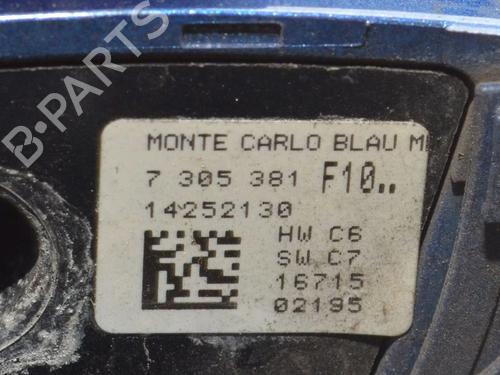 B-PARTS
MONTE CARLO BLAU
7 305 381 F10..
14252130
HW C6
SW C7
16715
02195